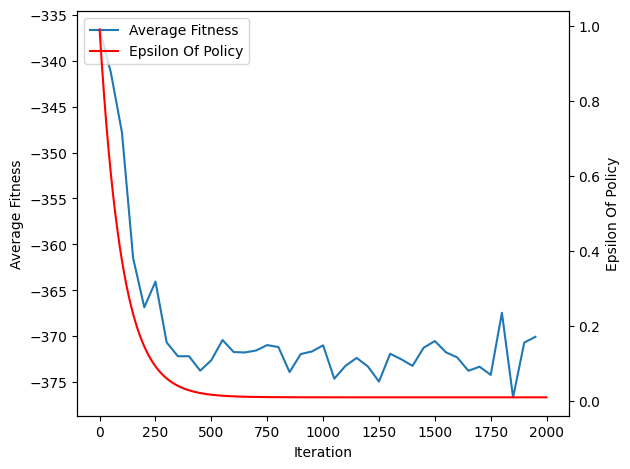 Average Fitness
Epsilon Of Policy
−335
−340
−345
−350
−355
−360
−365
−370
−375
Average Fitness
1.0
0.8
0.6
0.4
0.2
0.0
Epsilon Of Policy
0 250 500 750 1000 1250 1500 1750 2000
Iteration